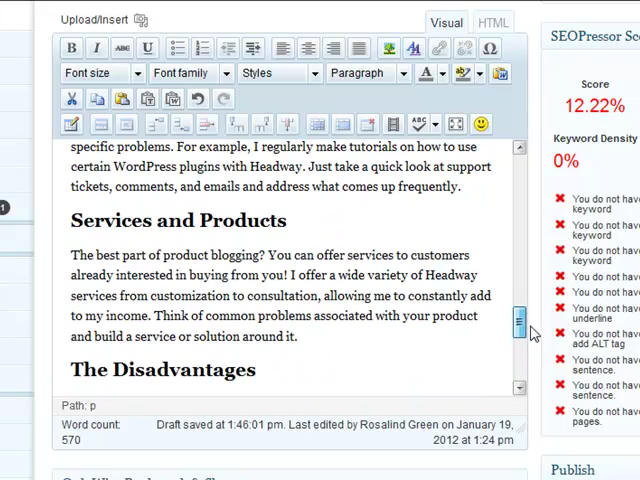 Upload/Insert
Visual HTML
SEOPressor Sco
B I ABC U
Font size Font family Styles Paragraph A
Score
12.22%
Keyword Density
0%
ABC
specific problems. For example, I regularly make tutorials on how to use
certain WordPress plugins with Headway. Just take a quick look at support
tickets, comments, and emails and address what comes up frequently.
Services and Products
The best part of product blogging? You can offer services to customers
already interested in buying from you! I offer a wide variety of Headway
services from customization to consultation, allowing me to constantly add
to my income. Think of common problems associated with your product
and build a service or solution around it.
The Disadvantages
1
You do not hav
keyword
You do not hav
keyword
You do not hav
keyword
You do not hav
You do not hav
You do not hav
underline
You do not hav
add ALT tag
You do not hav
sentence.
You do not hav
sentence.
You do not hav
pages.
Path: p
Word count:
570
Draft saved at 1:46:01 pm. Last edited by Rosalind Green on January 19,
2012 at 1:24 pm
Publish